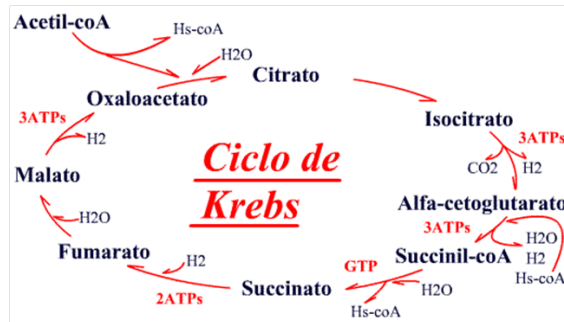 Acetil-coA
Hs-coA
H2O
Citrato
Oxaloacetato
3ATPs
H2
Isocitrato
3ATPs
CO2
H2
Ciclo de
Krebs
Malato
Alfa-cetoglutarato
3ATPs
H2O
H2O
Fumarato
Succinil-coA
H2
Hs-coA
GTP
H2
2ATPs
Succinato
H2O
Hs-coA